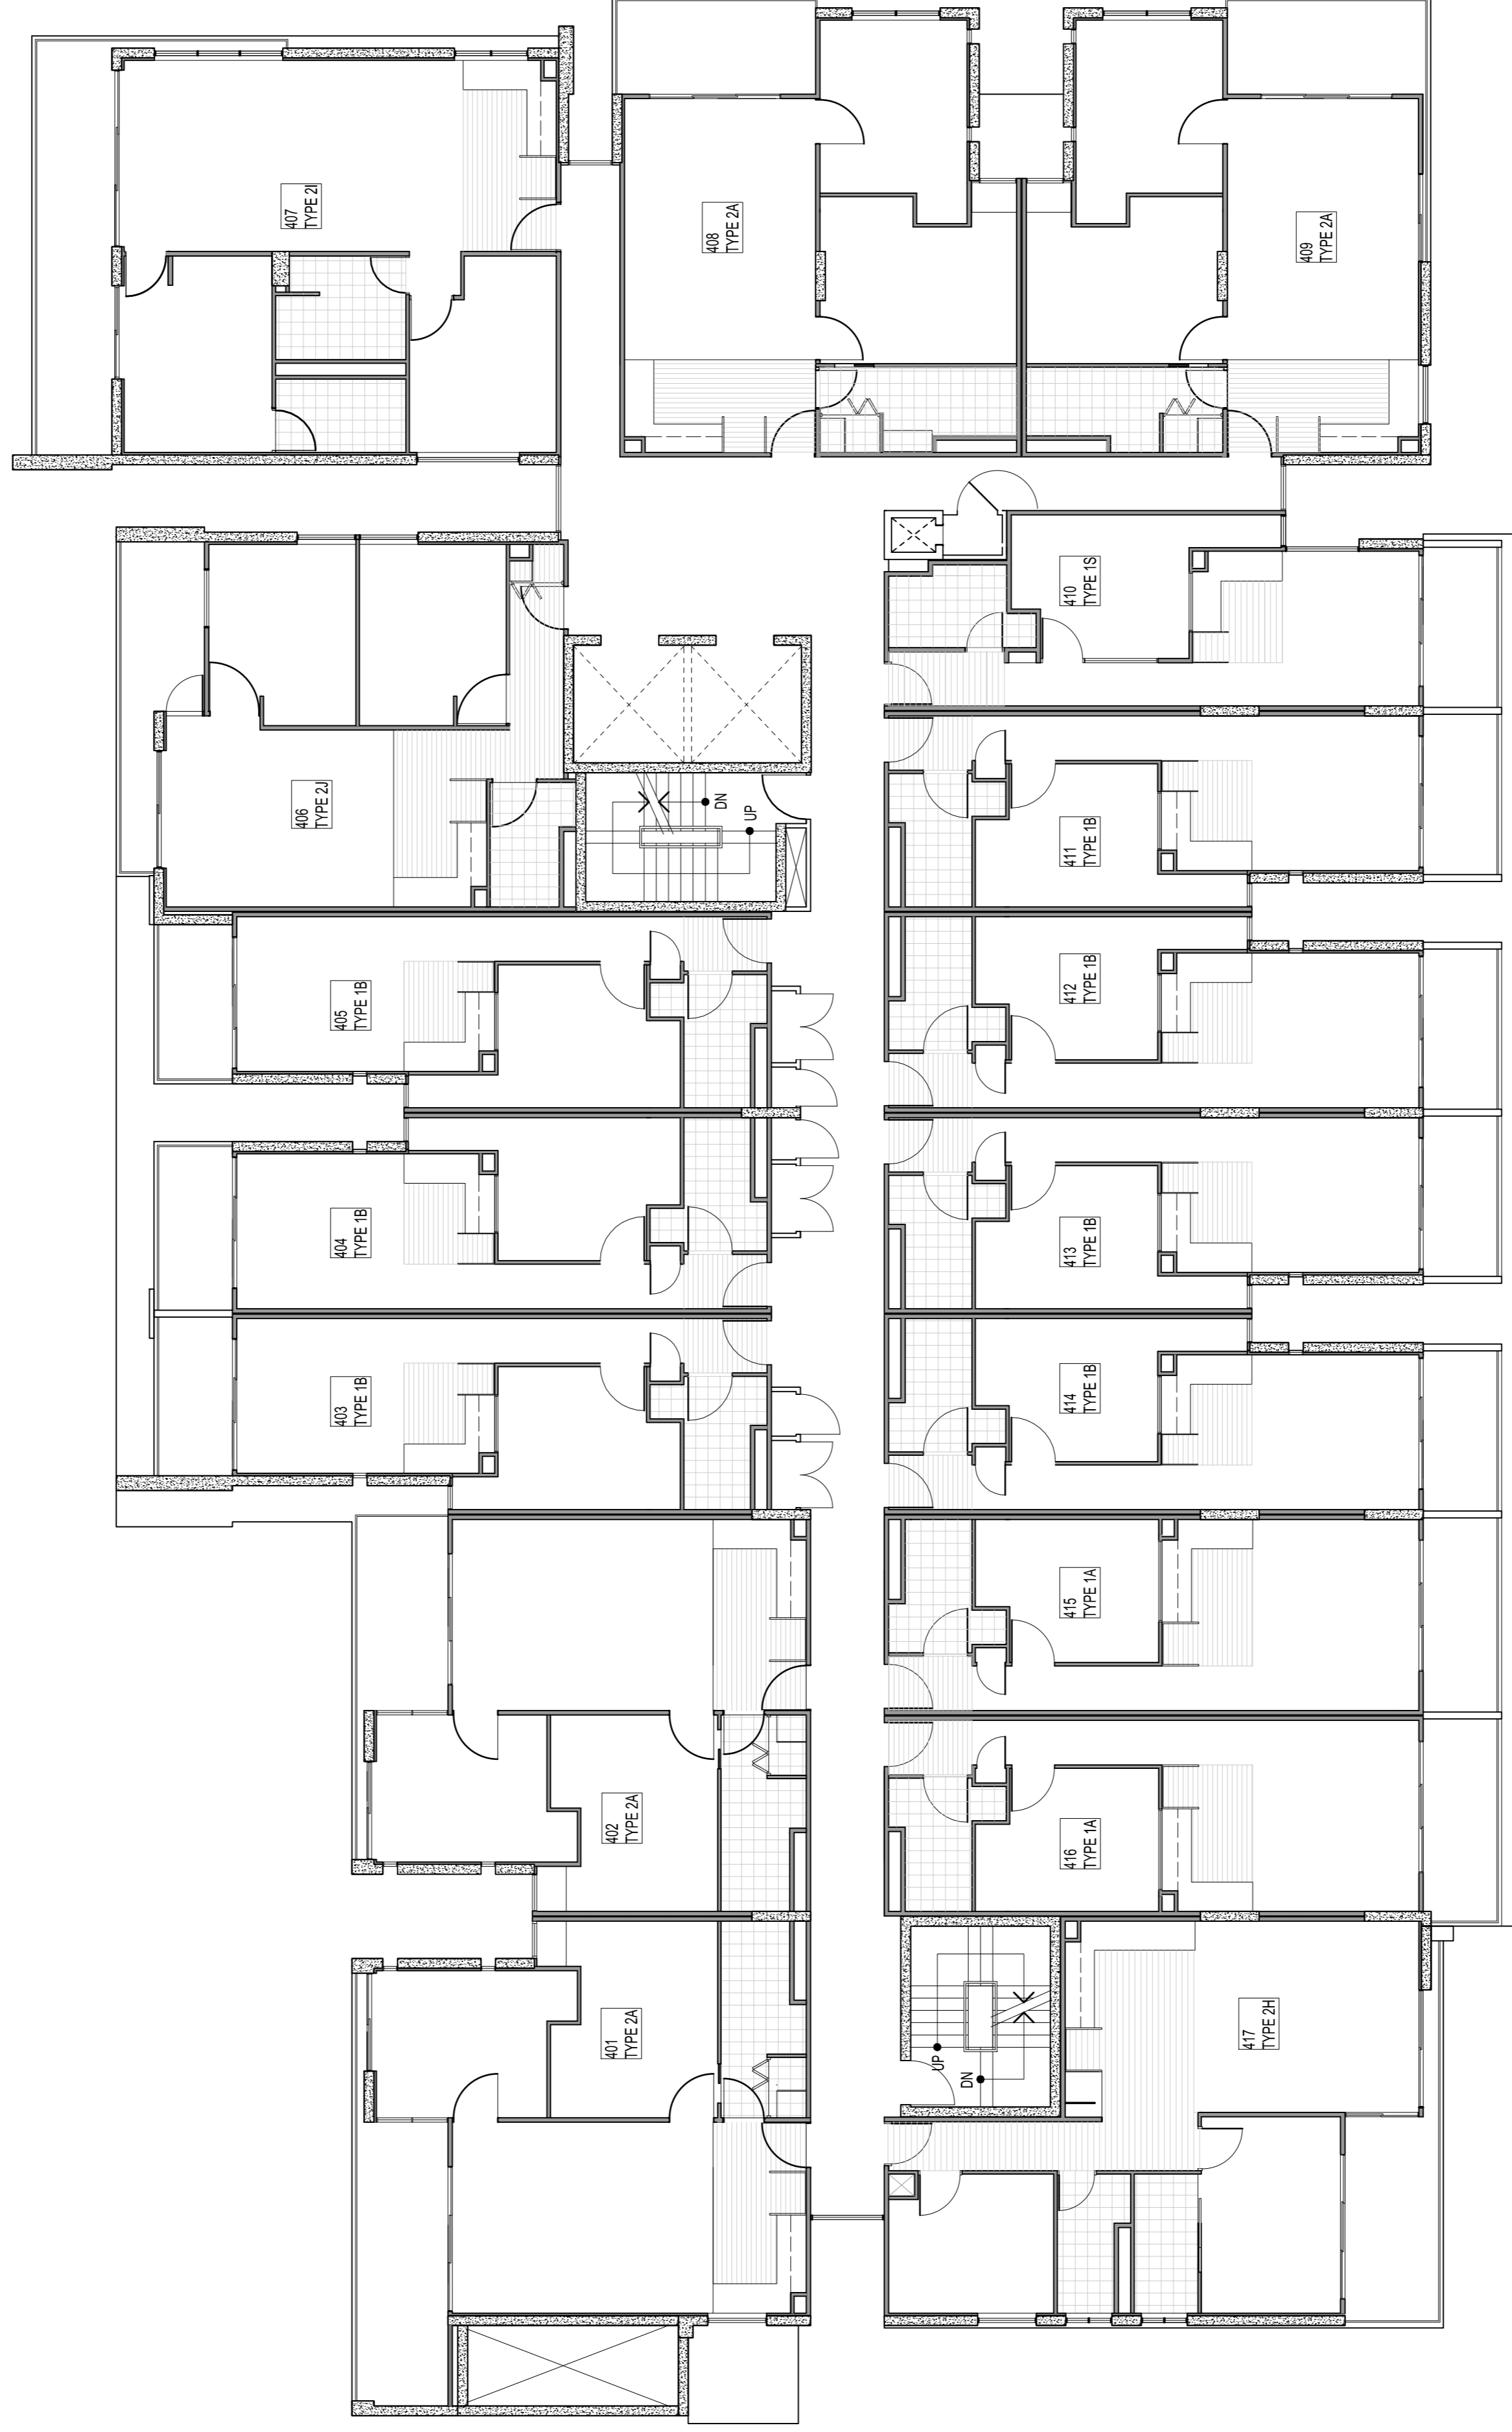 407
TYPE 2I
408
TYPE 2A
409
TYPE 2A
410
TYPE 1S
406
TYPE 2J
DN
UP
411
TYPE 1B
405
TYPE 1B
412
TYPE 1B
404
TYPE 1B
413
TYPE 1B
403
TYPE 1B
414
TYPE 1B
415
TYPE 1A
402
TYPE 2A
416
TYPE 1A
401
TYPE 2A
UP
DN
417
TYPE 2H